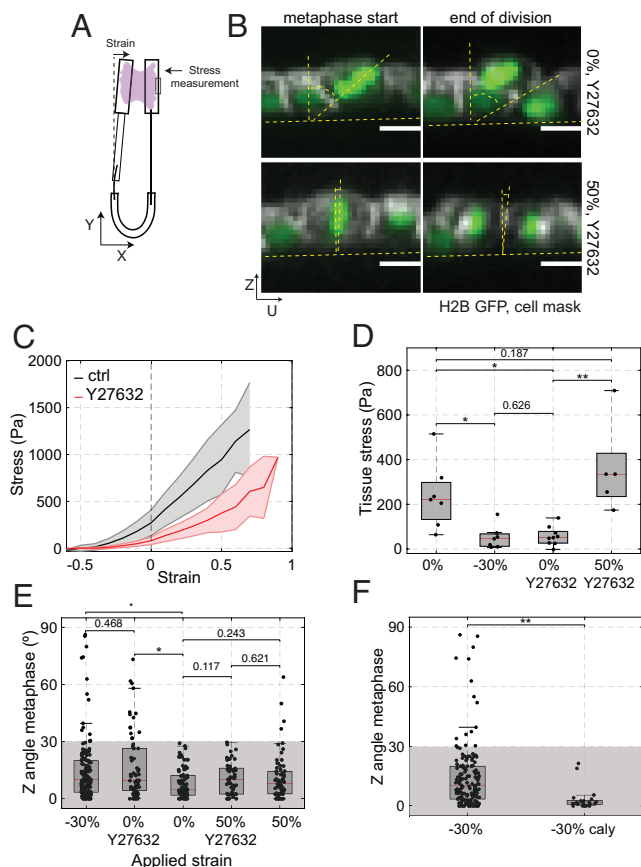 A
Strain
Stress
measurement
Y
X
B
metaphase start
end of division
0%, Y27632
50%, Y27632
Z
U
H2B GFP, cell mask
C
2000
1500
1000
500
0
Stress (Pa)
ctrl
Y27632
-0.5
0
0.5
1
Strain
D
800
600
400
200
0
Tissue stress (Pa)
0.187
*
**
*
0.626
0%
-30%
0%
Y27632
50%
Y27632
E
90
60
30
0
Z angle metaphase (º)
*
0.468
*
0.243
0.117
0.621
-30%
0%
Y27632
0%
50%
Y27632
50%
Applied strain
F
90
60
30
0
Z angle metaphase
**
-30%
-30% caly